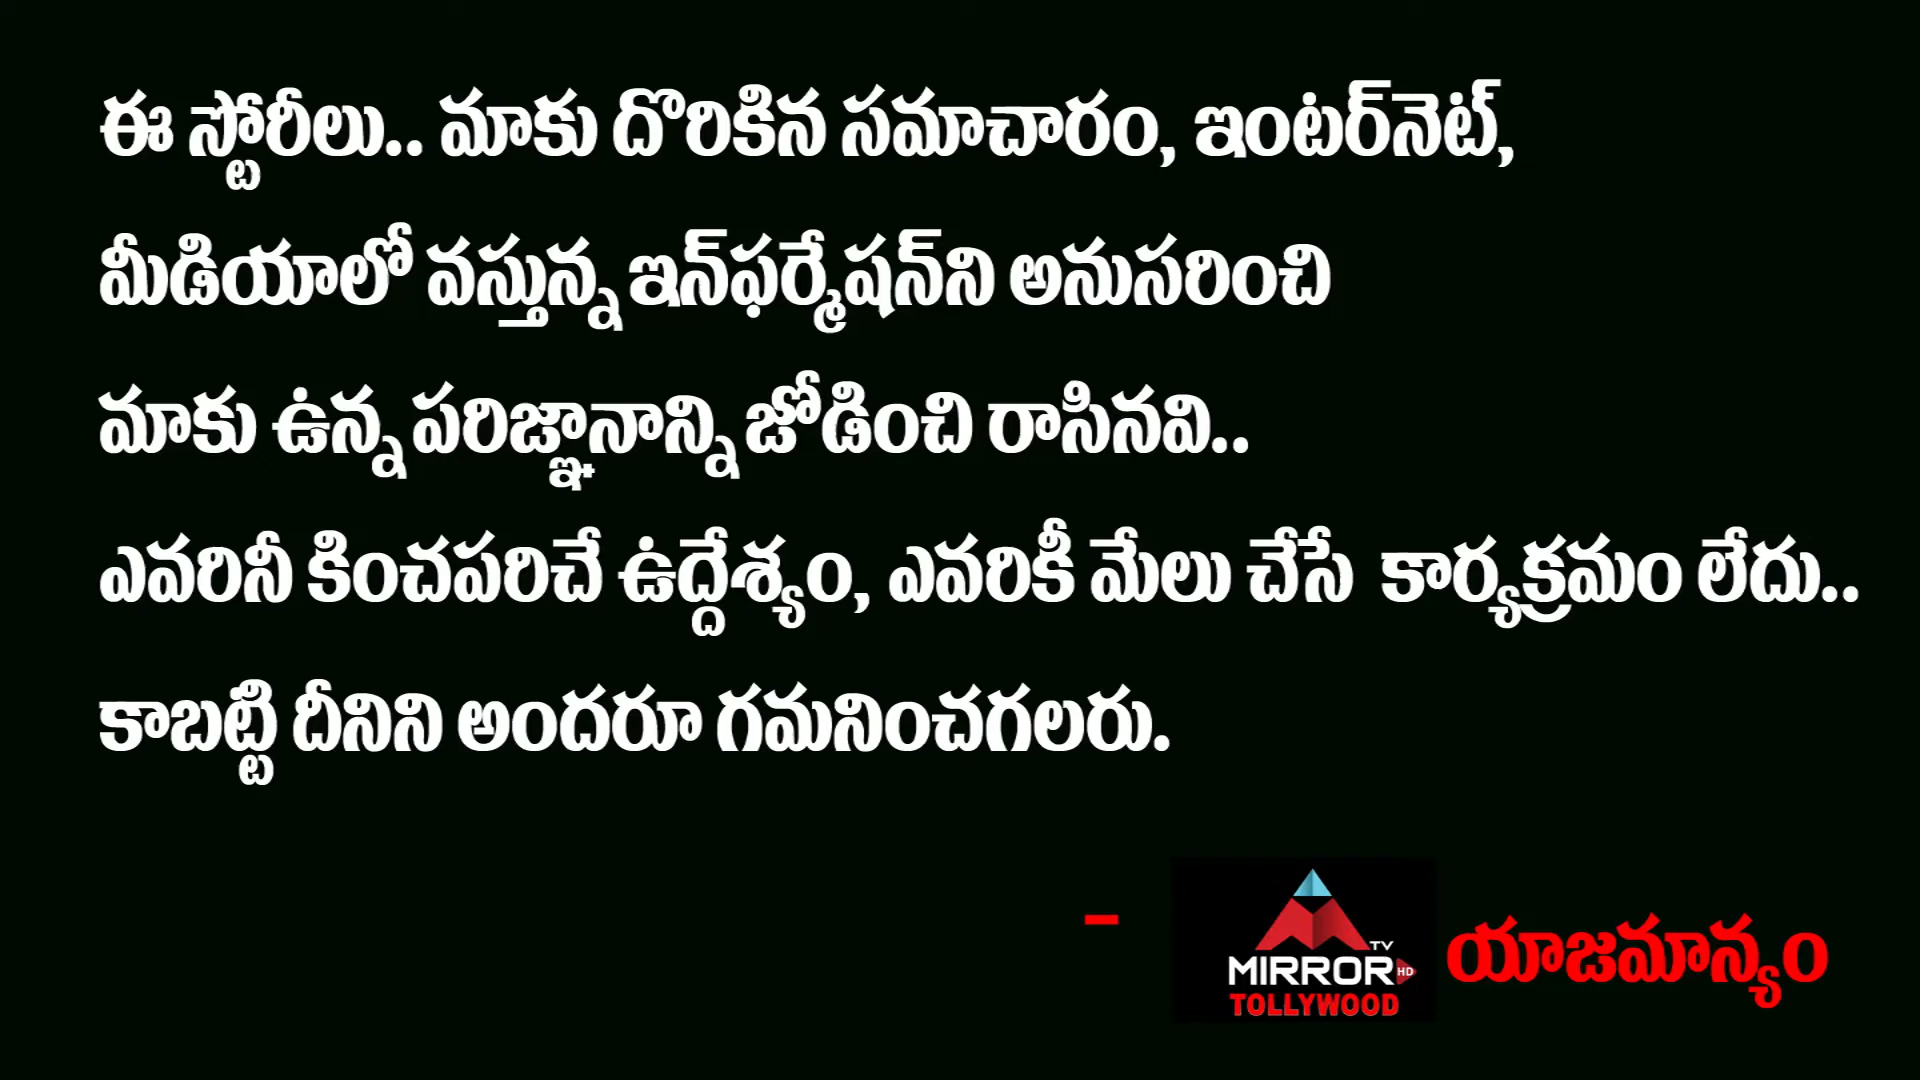 ఈ స్టోరీలు.. మాకు దొరికిన సమాచారం, ఇంటర్‌నెట్,
మీడియాలో వస్తున్న ఇన్‌ఫర్మేషన్‌ని అనుసరించి
మాకు ఉన్న పరిజ్ఞానాన్ని జోడించి రాసినవి..
ఎవరినీ కించపరిచే ఉద్దేశ్యం, ఎవరికీ మేలు చేసే కార్యక్రమం లేదు..
కాబట్టి దీనిని అందరూ గమనించగలరు.
- యాజమాన్యం
TV
MIRROR HD
TOLLYWOOD